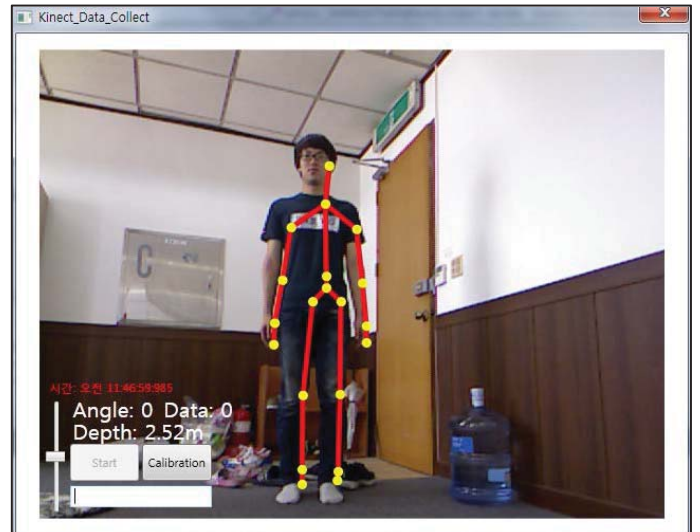 Kinect_Data_Collect
시간: 오전 11:46:59:985
Angle: 0 Data: 0
Depth: 2.52m
Start
Calibration